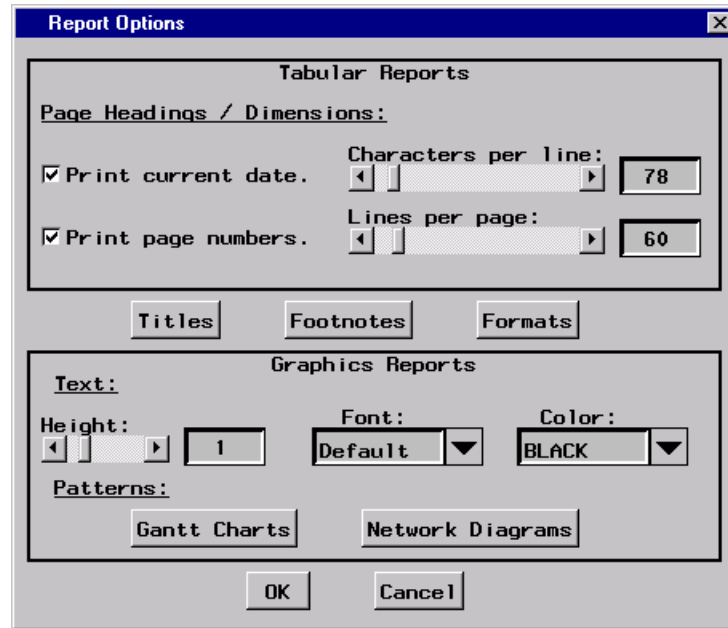 Report Options
Tabular Reports
Page Headings / Dimensions:
Print current date.
Characters per line:
78
Print page numbers.
Lines per page:
60
Titles Footnotes Formats
Graphics Reports
Text:
Height:
1
Font:
Default
Color:
BLACK
Patterns:
Gantt Charts Network Diagrams
OK Cancel